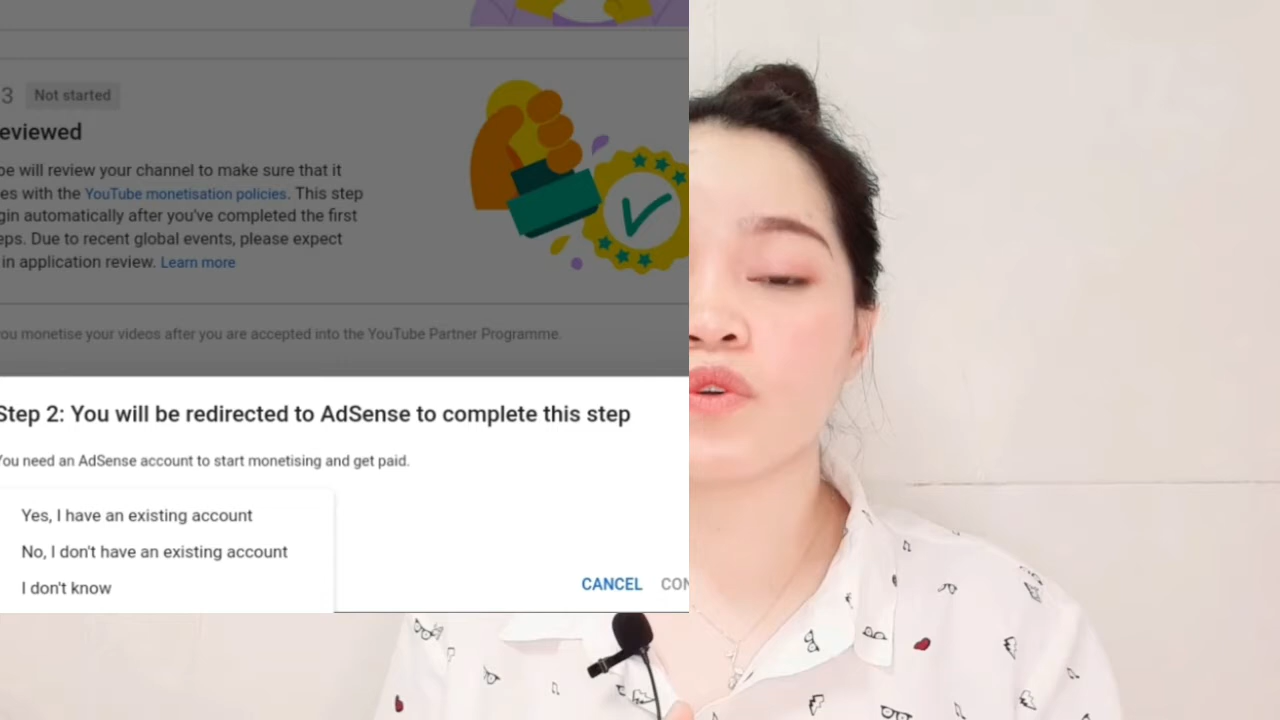 3 Not started
eviewed
be will review your channel to make sure that it
es with the YouTube monetisation policies. This step
gin automatically after you've completed the first
eps. Due to recent global events, please expect
in application review. Learn more
you monetise your videos after you are accepted into the YouTube Partner Programme.
Step 2: You will be redirected to AdSense to complete this step
You need an AdSense account to start monetising and get paid.
Yes, I have an existing account
No, I don't have an existing account
I don't know
CANCEL CON